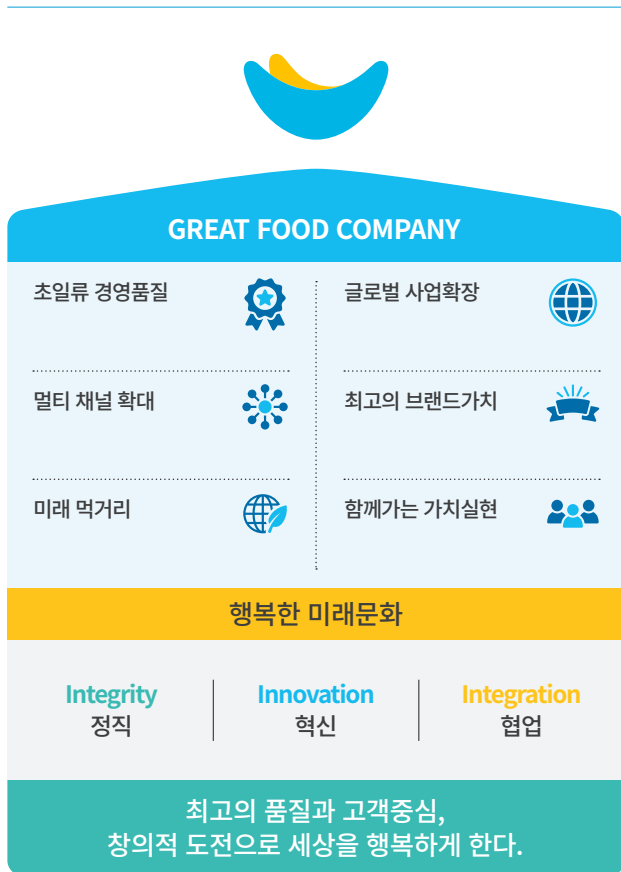 GREAT FOOD COMPANY
초일류 경영품질
글로벌 사업확장
멀티 채널 확대
최고의 브랜드가치
미래 먹거리
함께가는 가치실현
행복한 미래문화
Integrity
정직
Innovation
혁신
Integration
협업
최고의 품질과 고객중심,
창의적 도전으로 세상을 행복하게 한다.